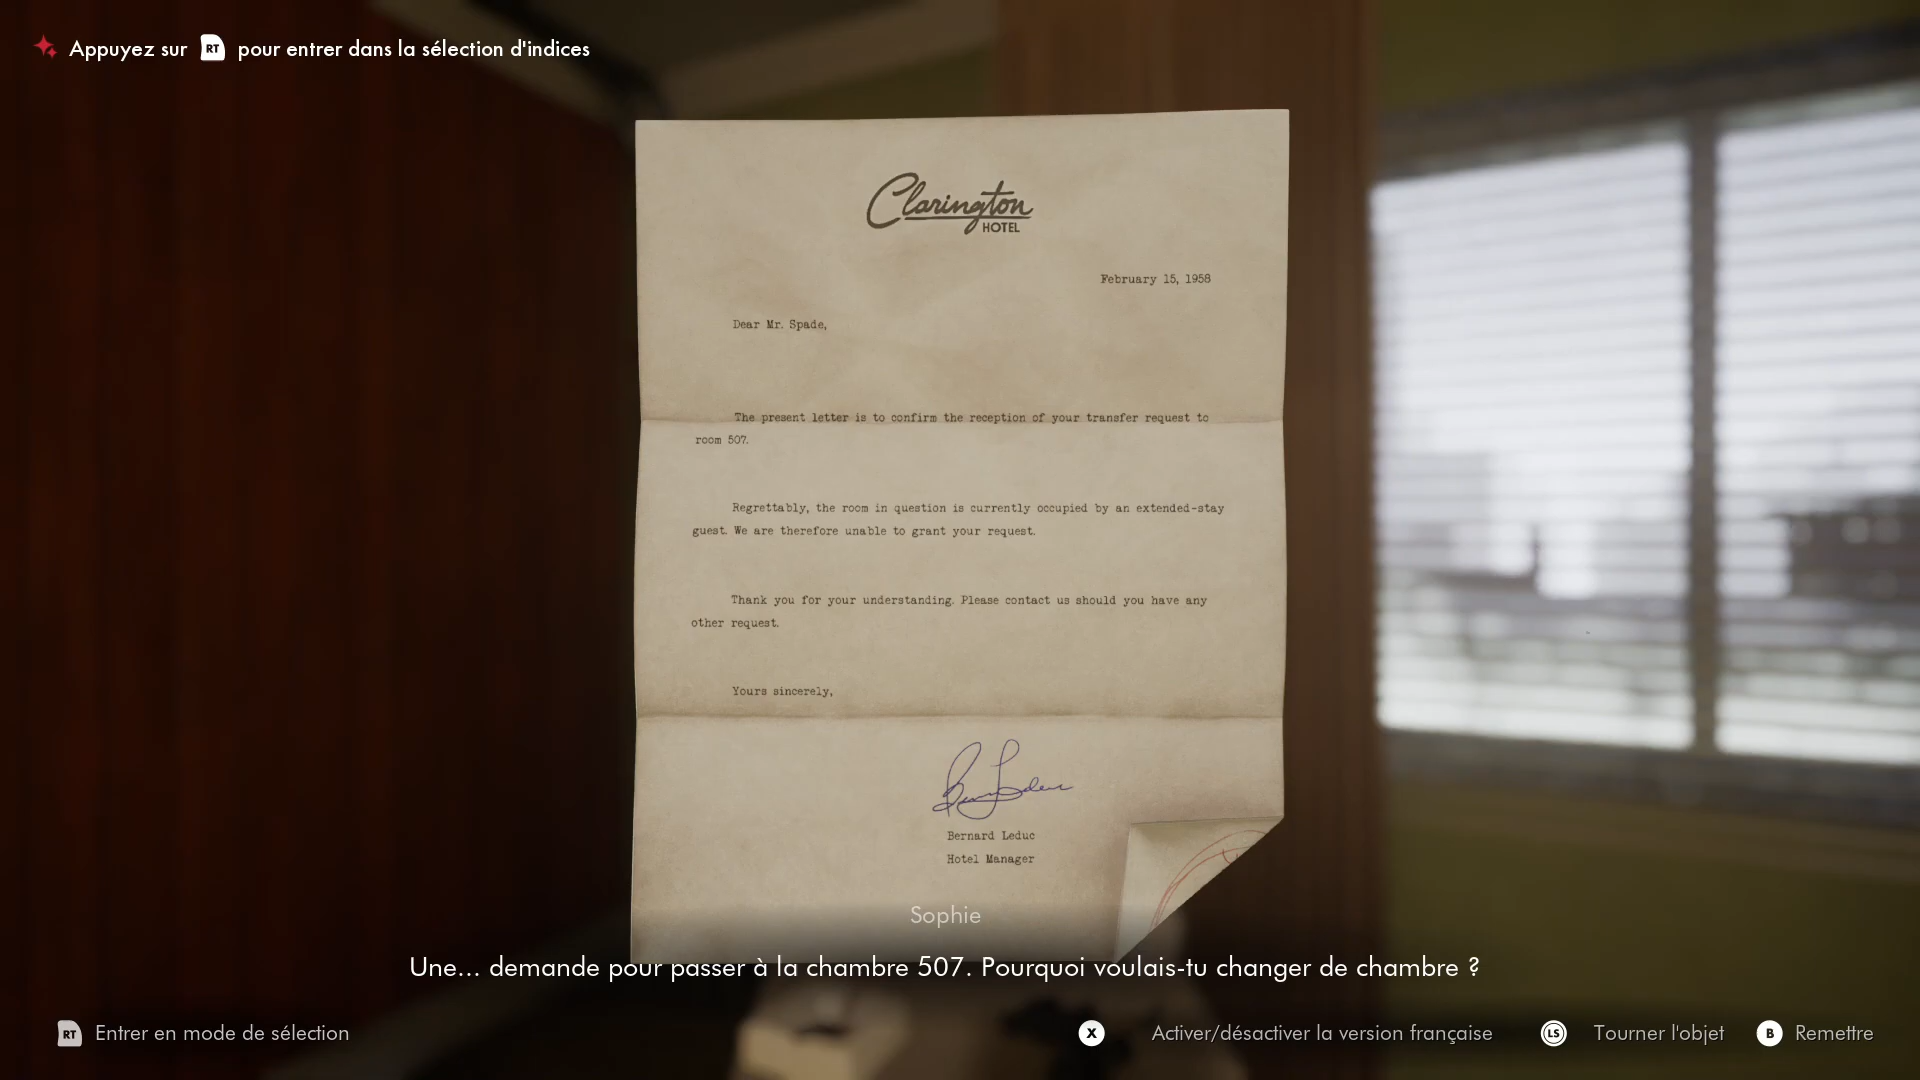 Appuyez sur RT pour entrer dans la sélection d'indices
Clarington
HOTEL
February 15, 1958
Dear Mr. Spade,
The present letter is to confirm the reception of your transfer request to
room 507.
Regrettably, the room in question is currently occupied by an extended-stay
guest. We are therefore unable to grant your request.
Thank you for your understanding. Please contact us should you have any
other request.
Yours sincerely,
Bernard Leduc
Hotel Manager
Sophie
Une... demande pour passer à la chambre 507. Pourquoi voulais-tu changer de chambre ?
RT Entrer en mode de sélection
X Activer/désactiver la version française
LS Tourner l'objet
B Remettre